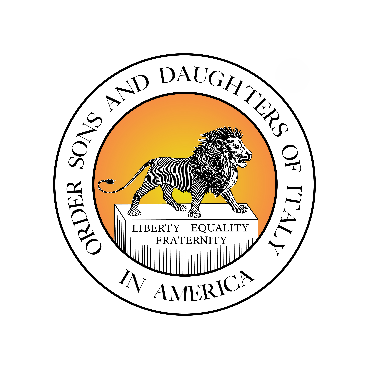 ORDER SONS AND DAUGHTERS OF ITALY
IN AMERICA
LIBERTY EQUALITY
FRATERNITY